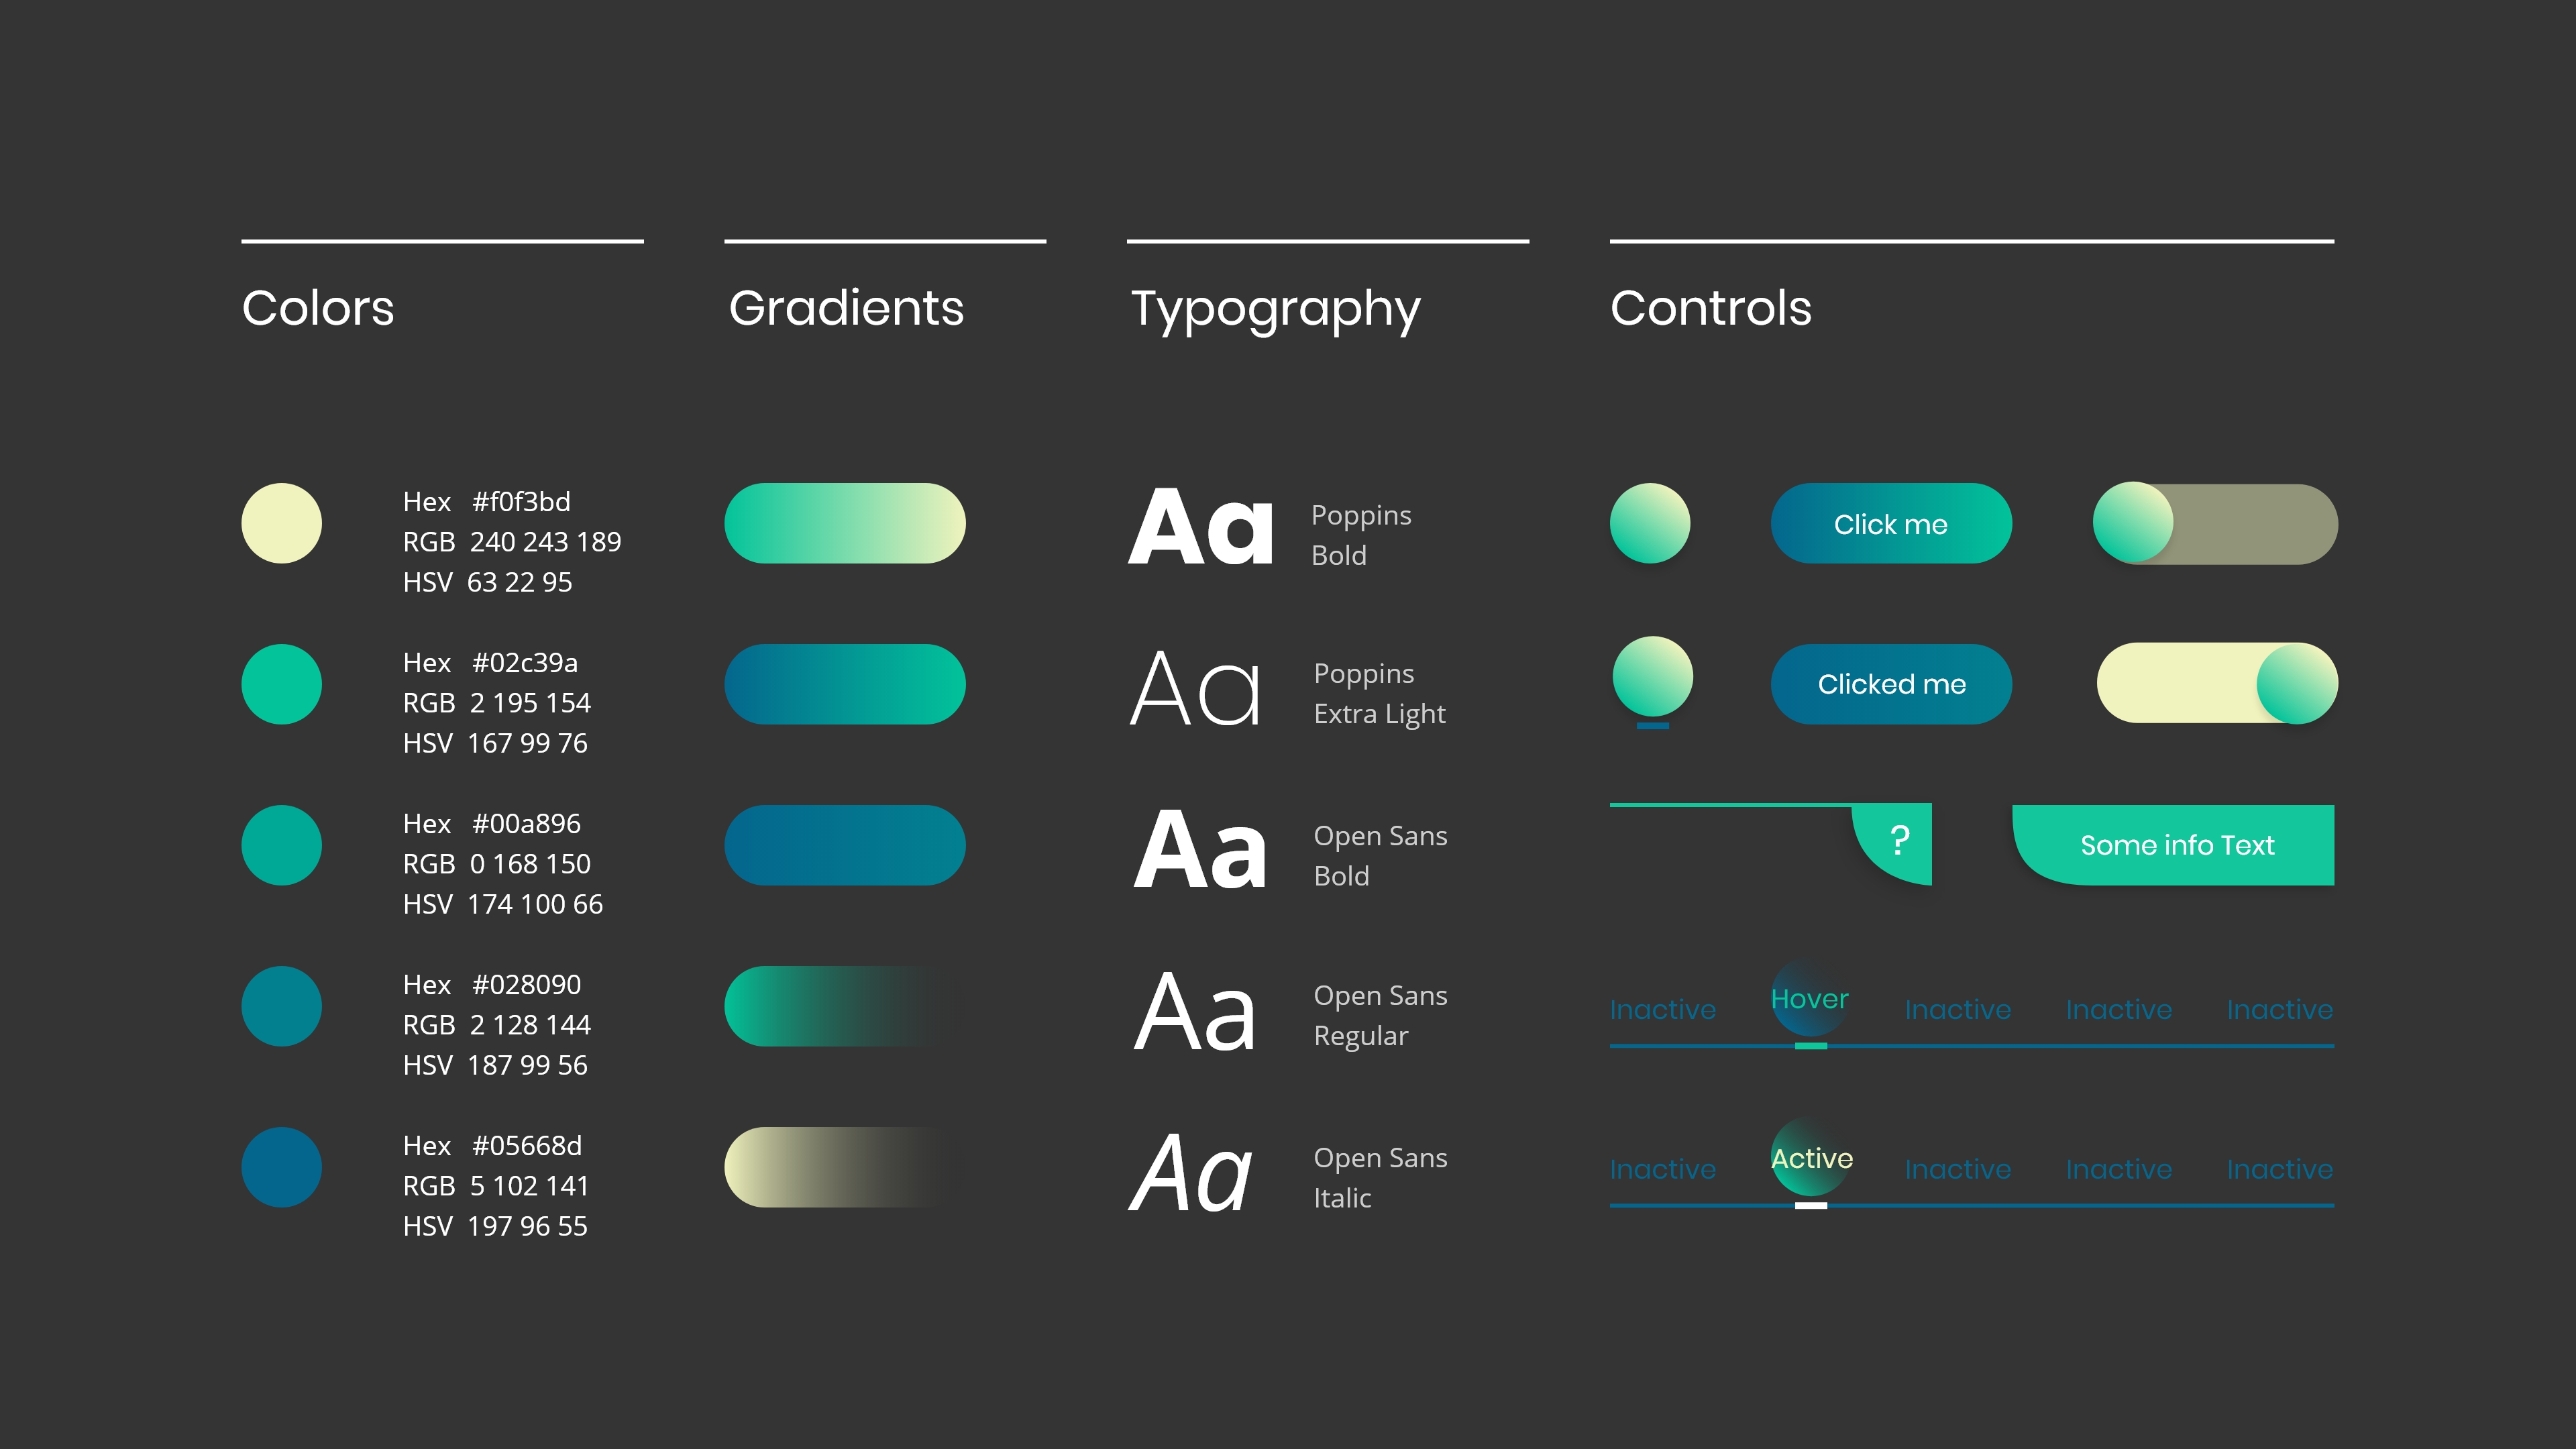 Colors
Hex #f0f3bd
RGB 240 243 189
HSV 63 22 95
Hex #02c39a
RGB 2 195 154
HSV 167 99 76
Hex #00a896
RGB 0 168 150
HSV 174 100 66
Hex #028090
RGB 2 128 144
HSV 187 99 56
Hex #05668d
RGB 5 102 141
HSV 197 96 55
Gradients
Typography
Aa
Poppins
Bold
Aa
Poppins
Extra Light
Aa
Open Sans
Bold
Aa
Open Sans
Regular
Aa
Open Sans
Italic
Controls
Click me
Clicked me
?
Some info Text
Inactive Hover Inactive Inactive Inactive
Inactive Active Inactive Inactive Inactive